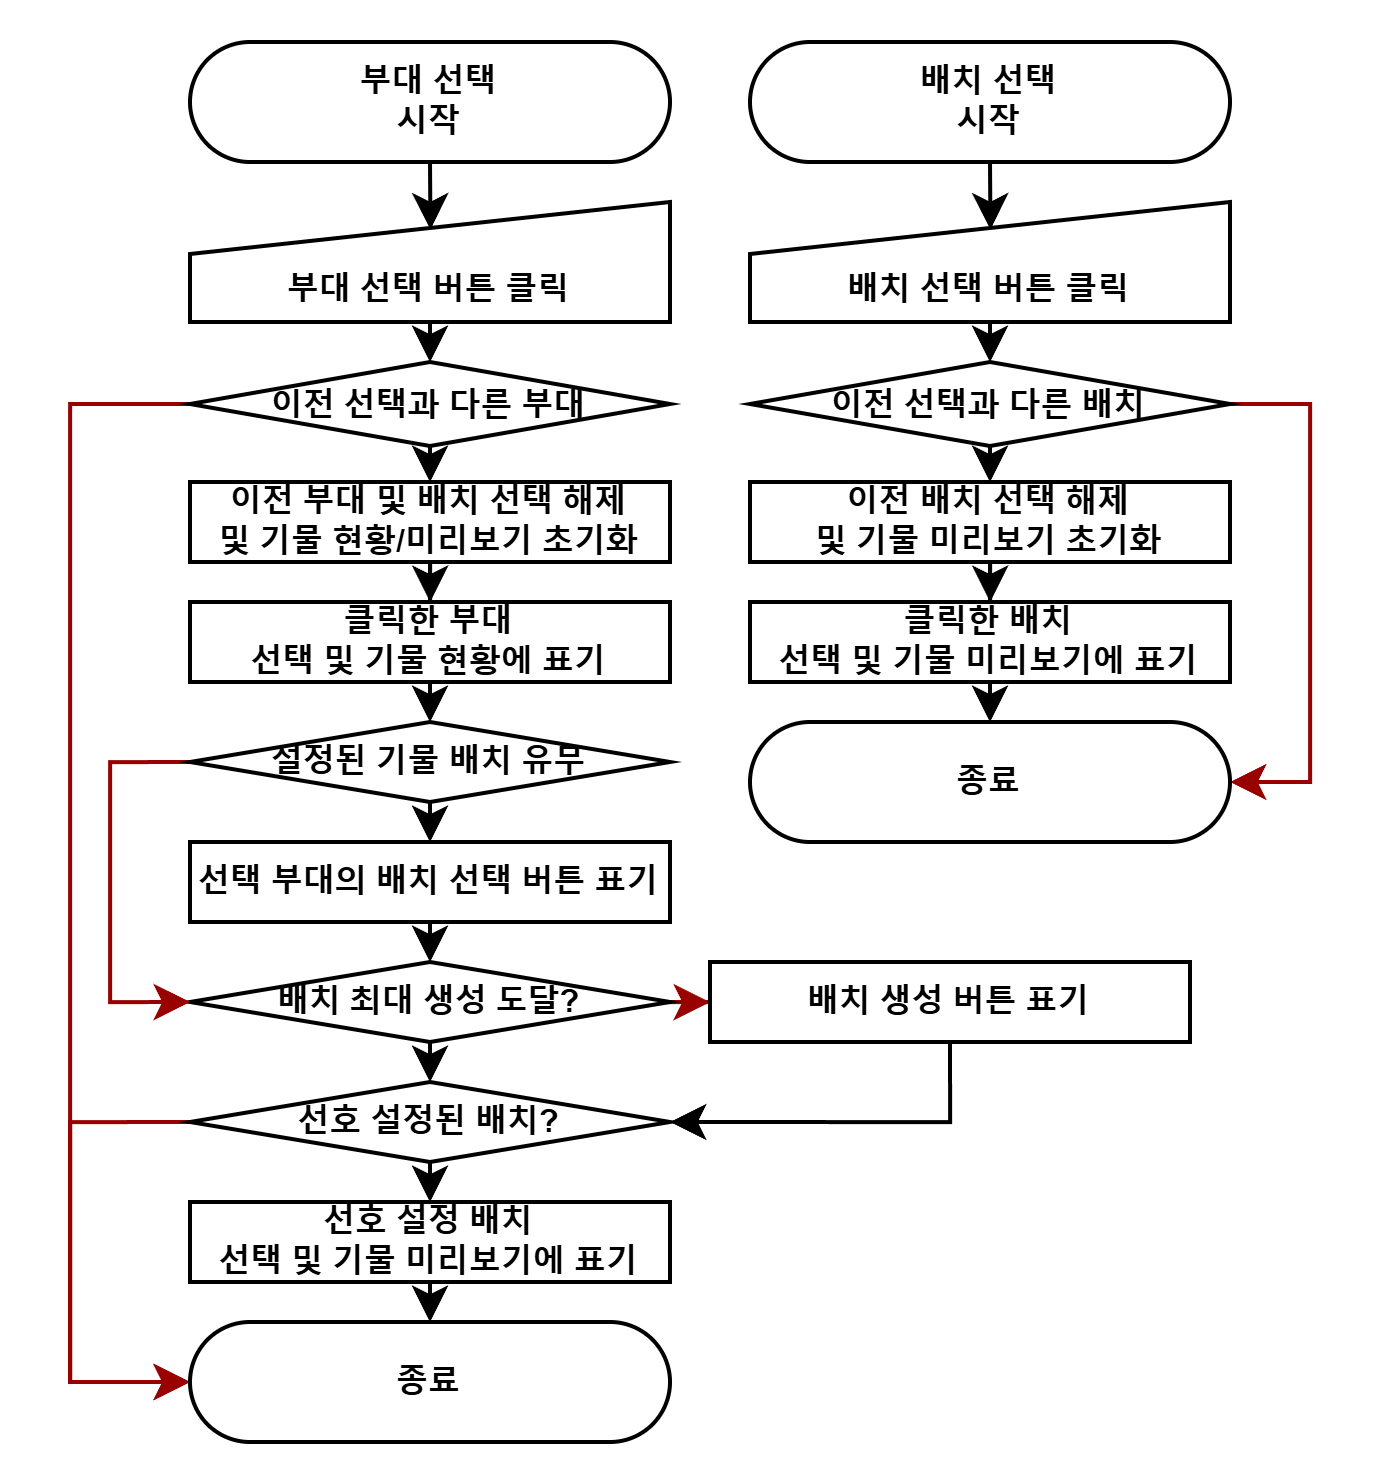 부대 선택
시작
부대 선택 버튼 클릭
이전 선택과 다른 부대
이전 부대 및 배치 선택 해제
및 기물 현황/미리보기 초기화
클릭한 부대
선택 및 기물 현황에 표기
설정된 기물 배치 유무
선택 부대의 배치 선택 버튼 표기
배치 최대 생성 도달?
배치 생성 버튼 표기
선호 설정된 배치?
선호 설정 배치
선택 및 기물 미리보기에 표기
종료
배치 선택
시작
배치 선택 버튼 클릭
이전 선택과 다른 배치
이전 배치 선택 해제
및 기물 미리보기 초기화
클릭한 배치
선택 및 기물 미리보기에 표기
종료